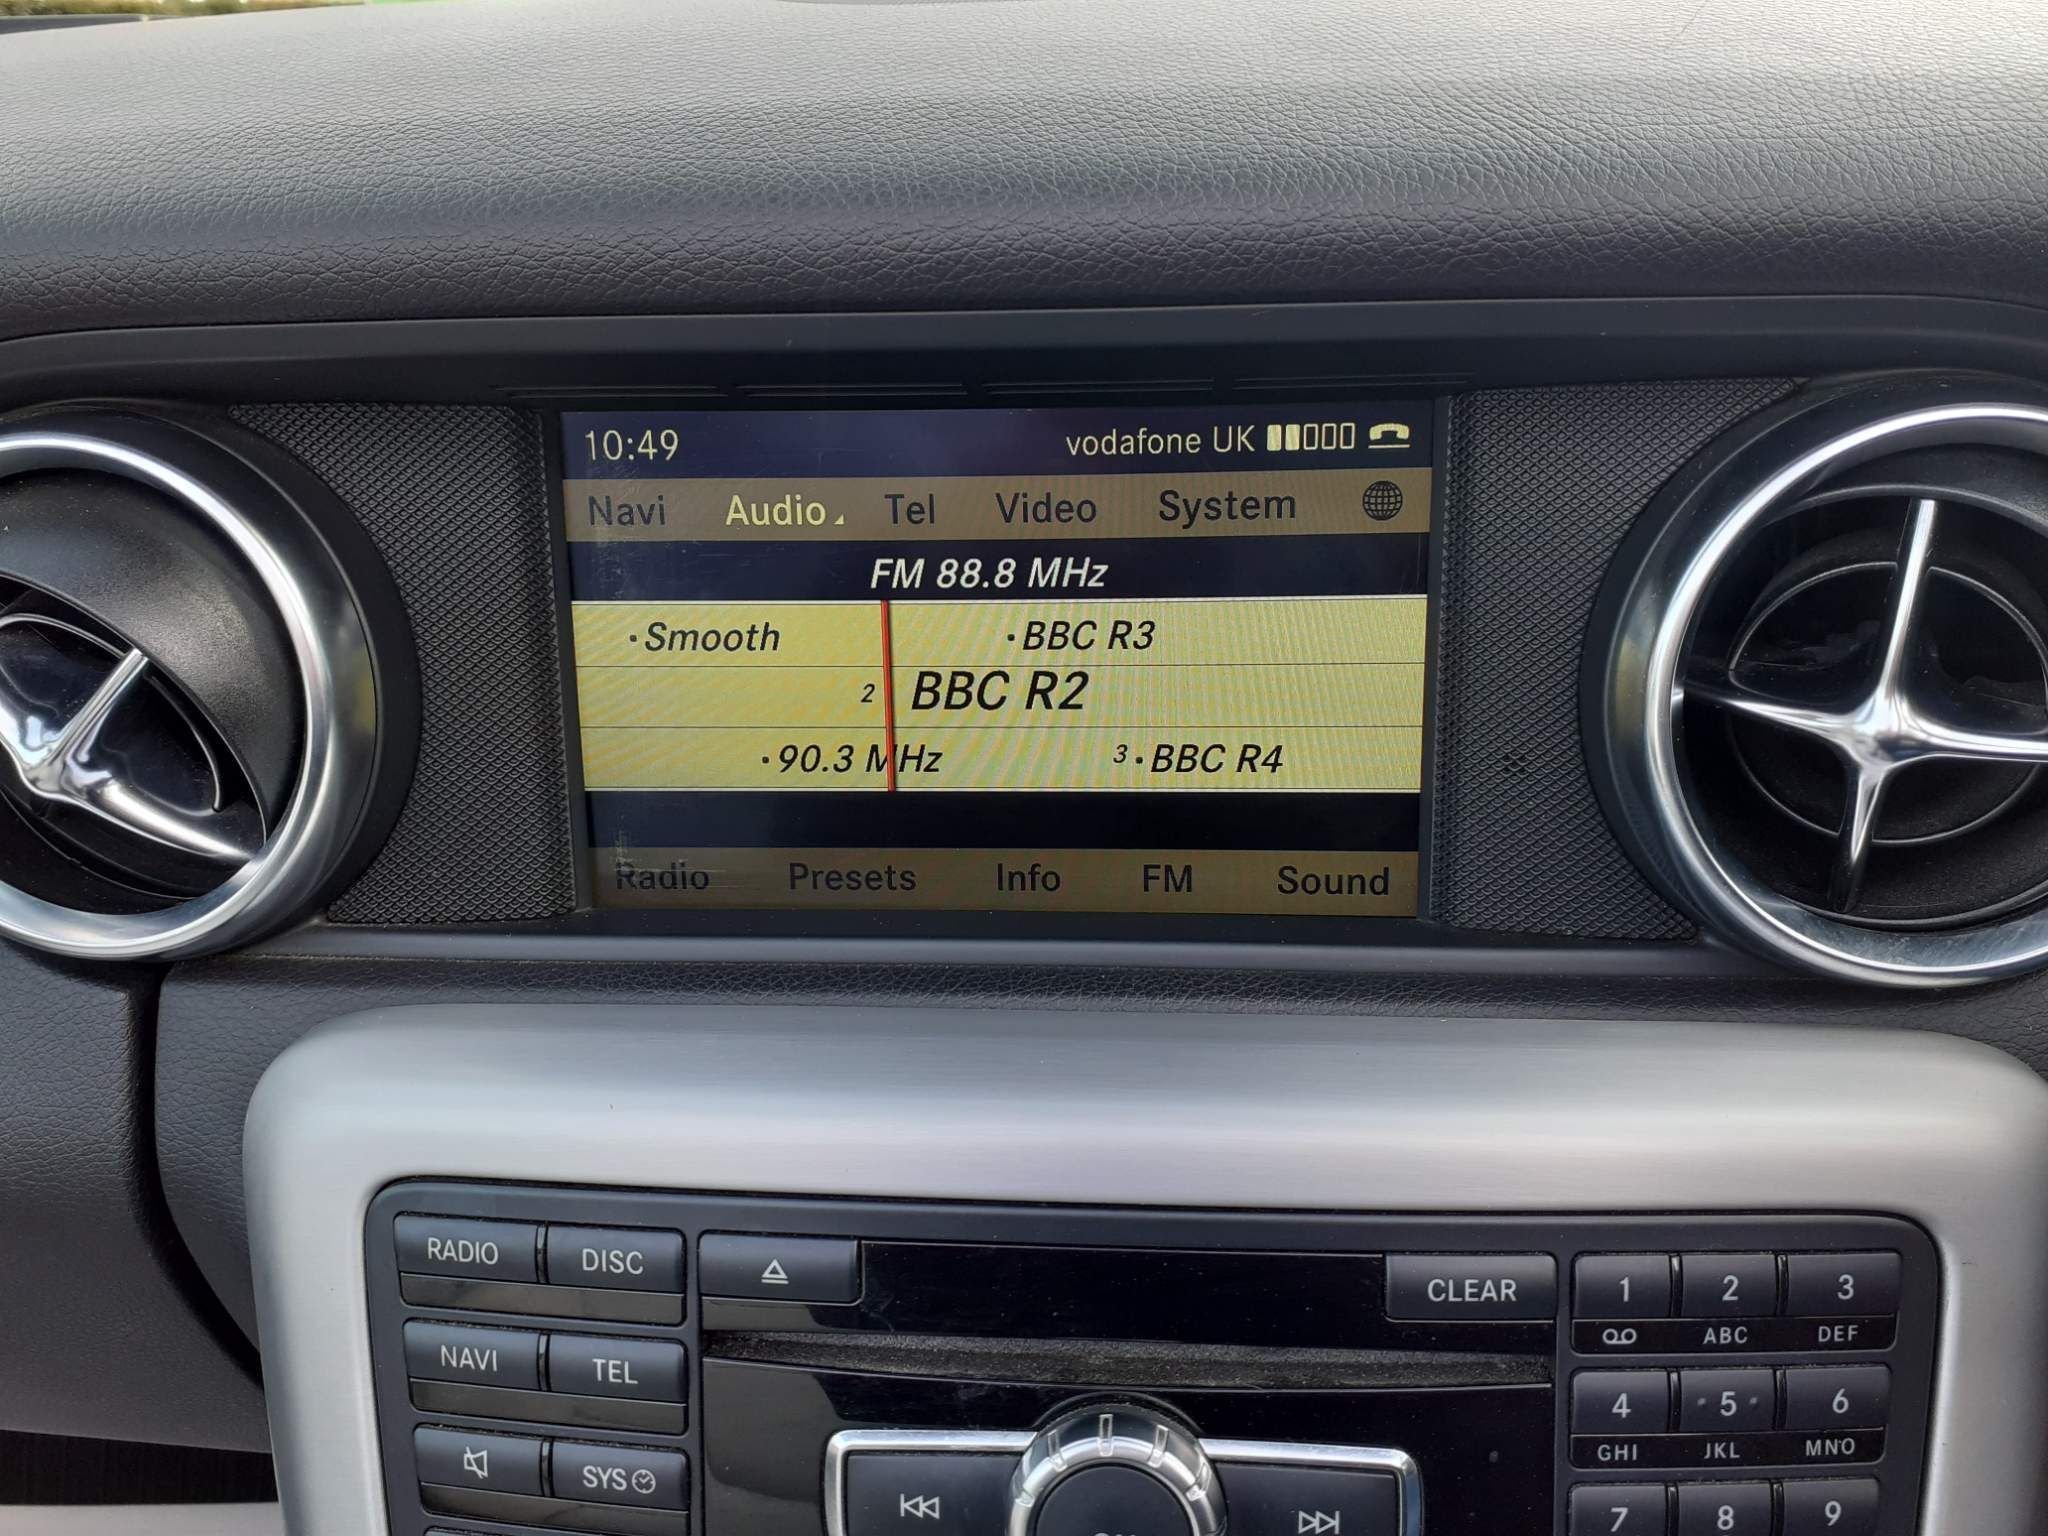 10:49 vodafone UK
Navi Audio Tel Video System
FM 88.8 MHz
·Smooth ·BBC R3
2 BBC R2
·90.3 MHz 3·BBC R4
Radio Presets Info FM Sound
RADIO DISC CLEAR 1 2 3
ABC DEF
NAVI TEL 4 5 6
GHI JKL MNO
SYS 7 8 9